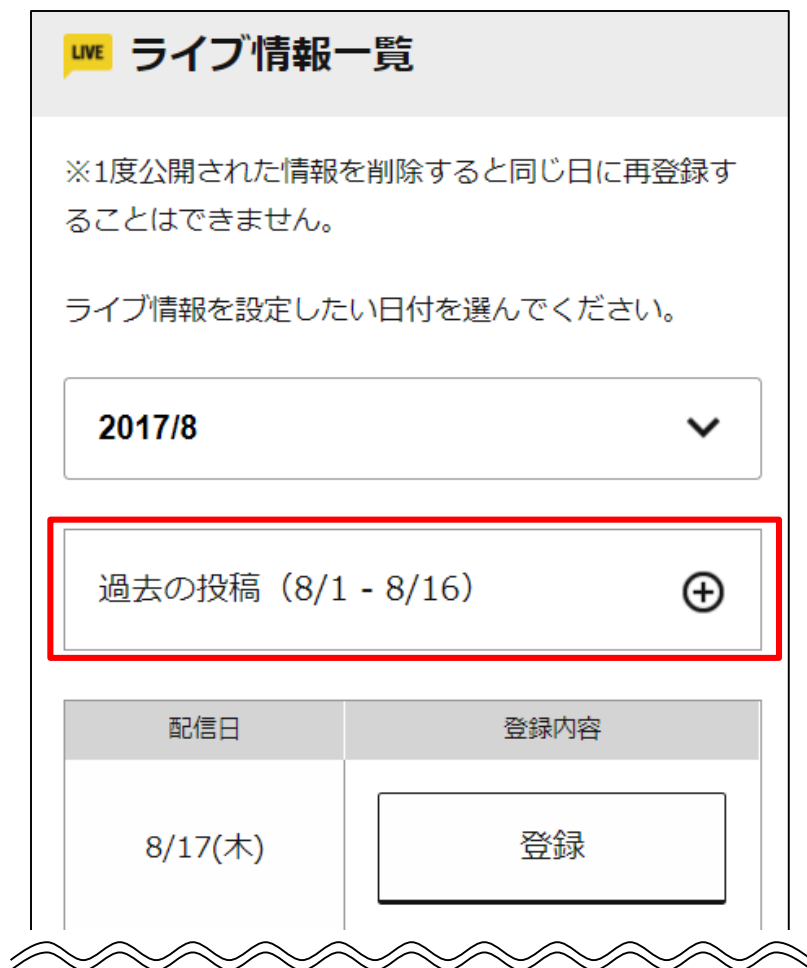 LIVE ライブ情報一覧
※1度公開された情報を削除すると同じ日に再登録す
ることはできません。
ライブ情報を設定したい日付を選んでください。
2017/8
過去の投稿（8/1 - 8/16）
配信日 登録内容
8/17(木) 登録